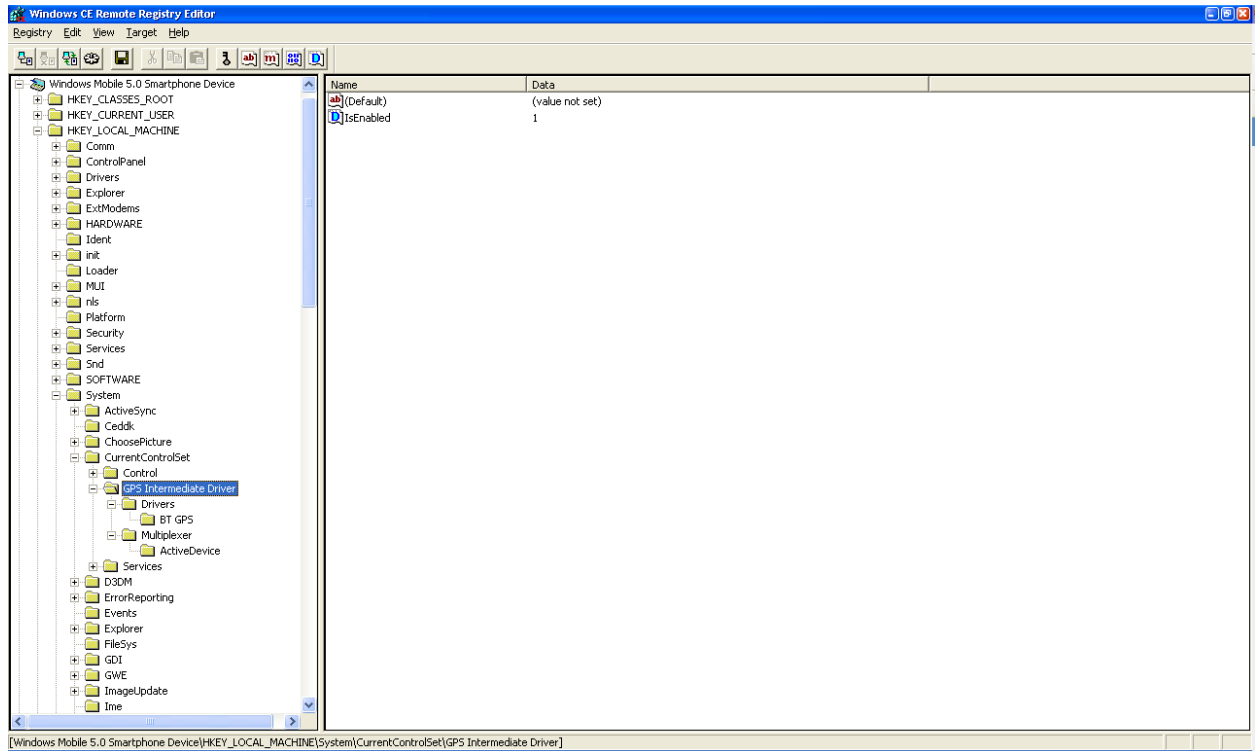 Windows CE Remote Registry Editor
Registry Edit View Target Help
Windows Mobile 5.0 Smartphone Device
HKEY_CLASSES_ROOT
HKEY_CURRENT_USER
HKEY_LOCAL_MACHINE
Comm
ControlPanel
Drivers
Explorer
ExtModems
HARDWARE
Ident
init
Loader
MUI
nls
Platform
Security
Services
Snd
SOFTWARE
System
ActiveSync
Ceddk
ChoosePicture
CurrentControlSet
Control
GPS Intermediate Driver
Drivers
BT GPS
Multiplexer
ActiveDevice
Services
D3DM
ErrorReporting
Events
Explorer
FileSys
GDI
GWE
ImageUpdate
Ime
Name Data
(Default) (value not set)
IsEnabled 1
[Windows Mobile 5.0 Smartphone Device\HKEY_LOCAL_MACHINE\System\CurrentControlSet\GPS Intermediate Driver]